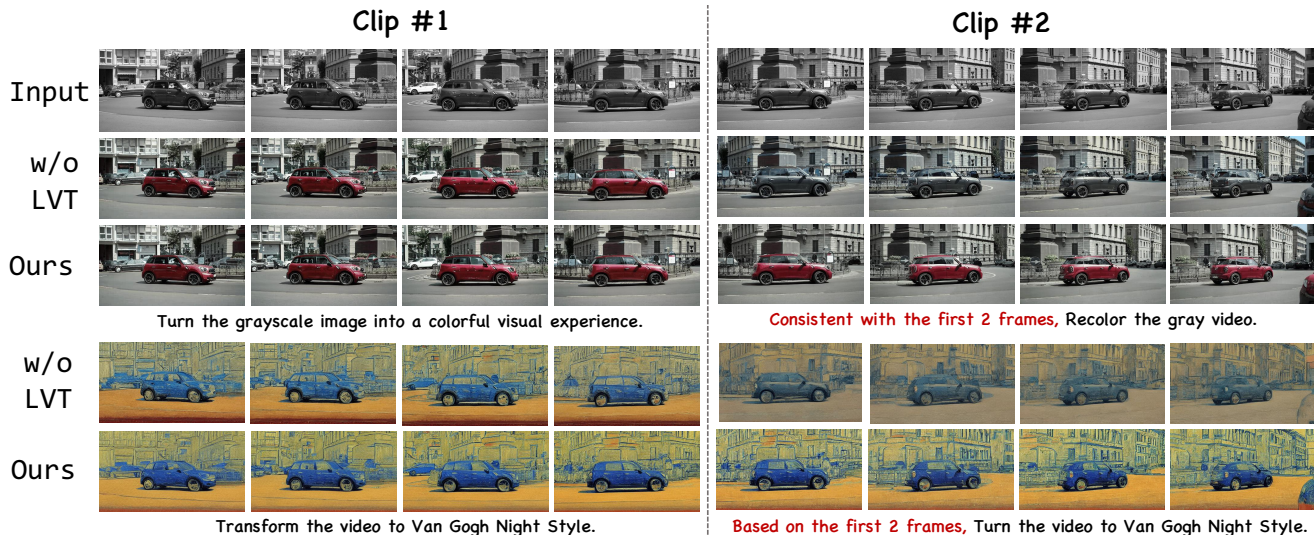 Clip #1
Clip #2
Input
w/o
LVT
Ours
Turn the grayscale image into a colorful visual experience.
Consistent with the first 2 frames, Recolor the gray video.
w/o
LVT
Ours
Transform the video to Van Gogh Night Style.
Based on the first 2 frames, Turn the video to Van Gogh Night Style.